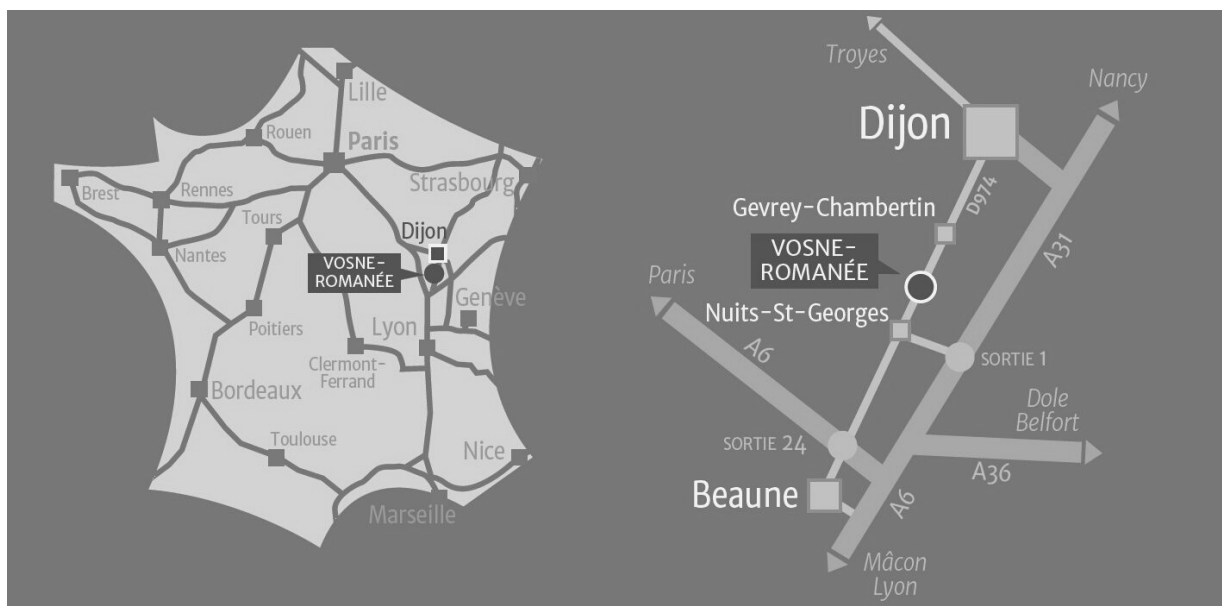 Lille
Rouen
Paris
Strasbourg
Brest
Rennes
Tours
Dijon
Nantes
VOSNE-
ROMANÉE
Genève
Poitiers
Lyon
Clermont-
Ferrand
Bordeaux
Toulouse
Nice
Marseille
Troyes
Nancy
Dijon
D974
Gevrey-Chambertin
A31
VOSNE-
ROMANÉE
Paris
Nuits-St-Georges
A6
SORTIE 1
Dole
Belfort
SORTIE 24
A36
Beaune
A6
Mâcon
Lyon